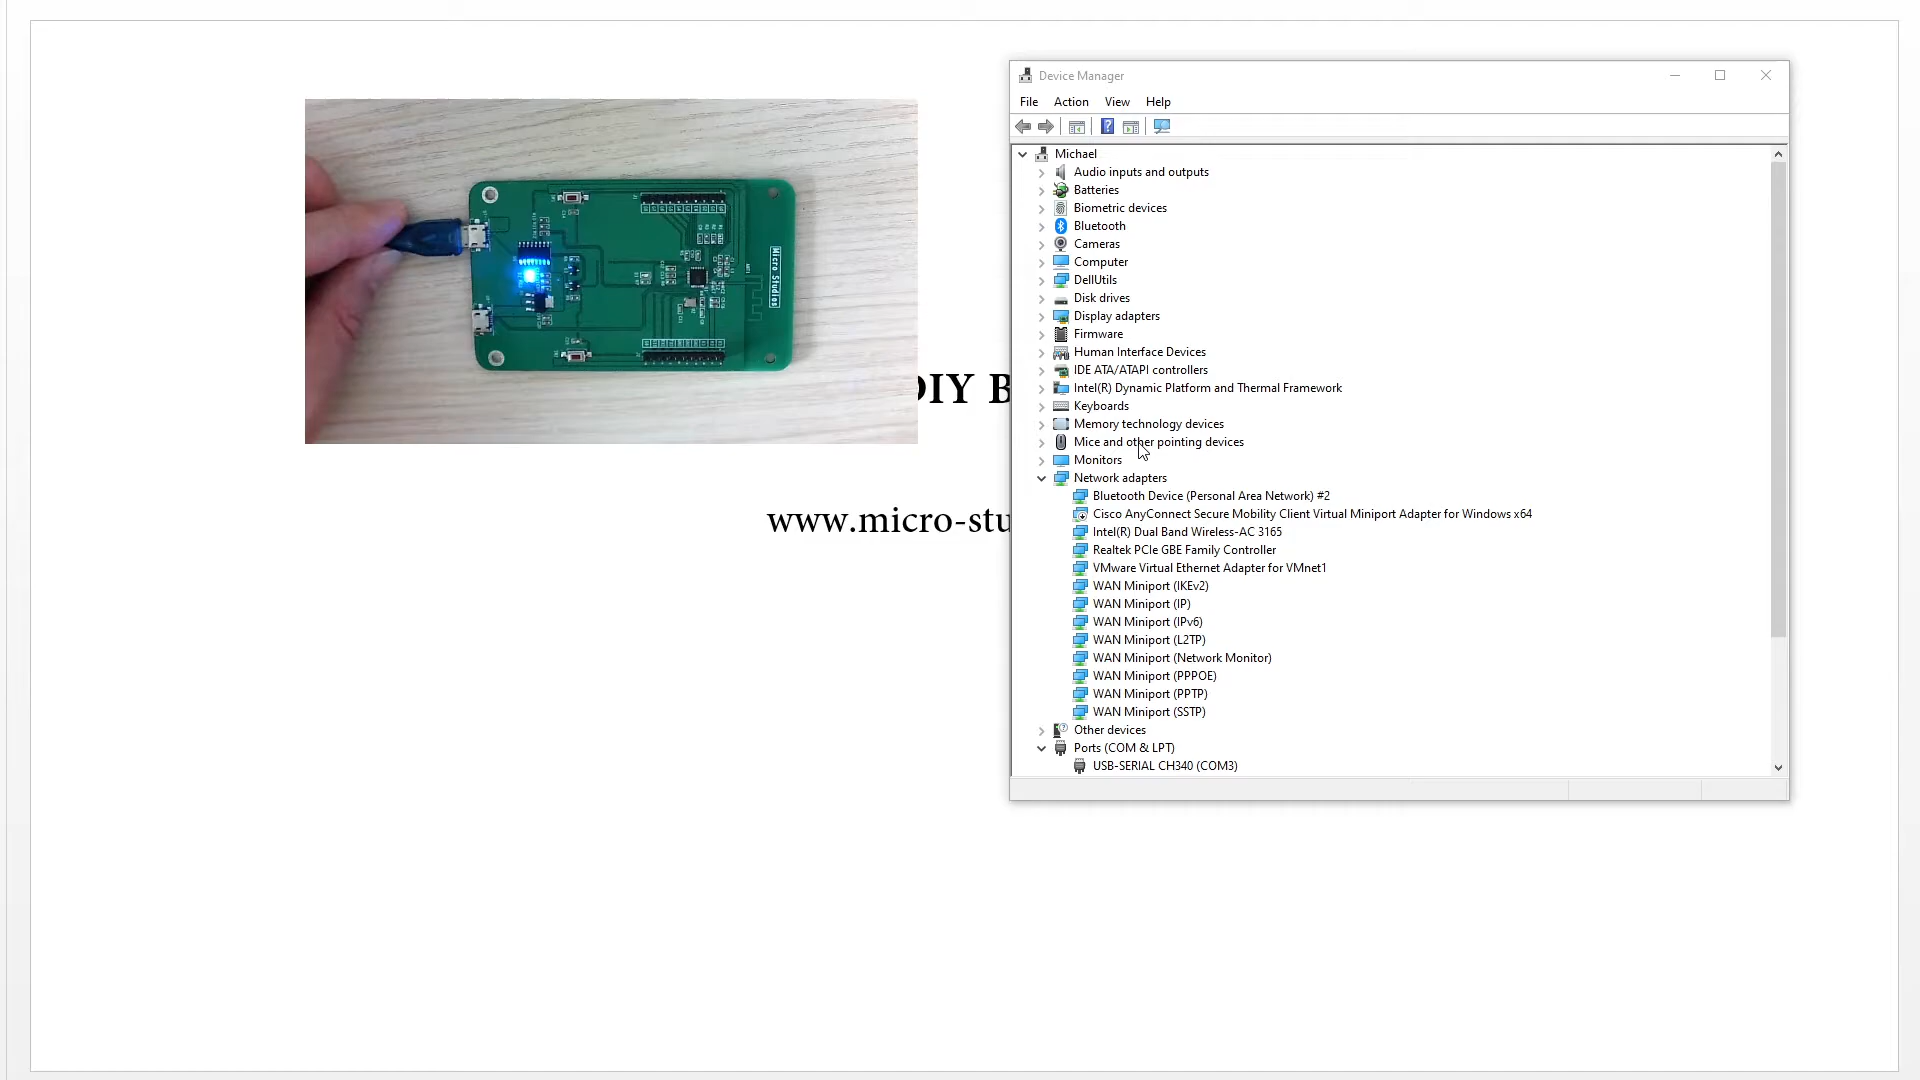 Device Manager
File Action View Help
Michael
Audio inputs and outputs
Batteries
Biometric devices
Bluetooth
Cameras
Computer
DellUtils
Disk drives
Display adapters
Firmware
Human Interface Devices
IDE ATA/ATAPI controllers
Intel(R) Dynamic Platform and Thermal Framework
Keyboards
Memory technology devices
Mice and other pointing devices
Monitors
Network adapters
Bluetooth Device (Personal Area Network) #2
Cisco AnyConnect Secure Mobility Client Virtual Miniport Adapter for Windows x64
Intel(R) Dual Band Wireless-AC 3165
Realtek PCIe GBE Family Controller
VMware Virtual Ethernet Adapter for VMnet1
WAN Miniport (IKEv2)
WAN Miniport (IP)
WAN Miniport (IPv6)
WAN Miniport (L2TP)
WAN Miniport (Network Monitor)
WAN Miniport (PPPOE)
WAN Miniport (PPTP)
WAN Miniport (SSTP)
Other devices
Ports (COM & LPT)
USB-SERIAL CH340 (COM3)
Micro Studios
DIY B
www.micro-stu